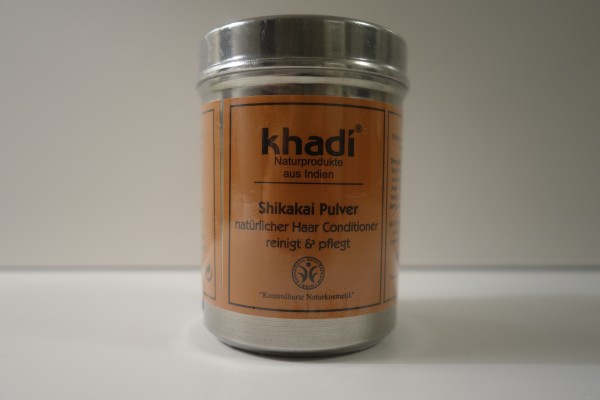 khadi®
Naturprodukte
aus Indien
Shikakai Pulver
natürlicher Haar Conditioner
reinigt & pflegt
"Kontrollierte Naturkosmetik"